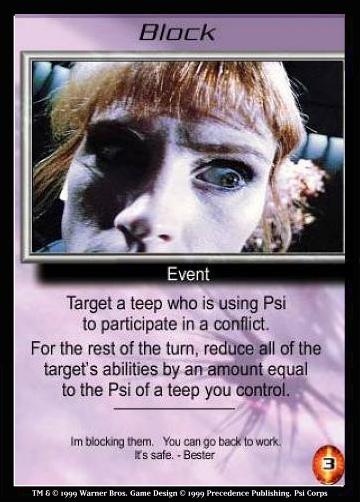 Block
Event
Target a teep who is using Psi
to participate in a conflict.
For the rest of the turn, reduce all of the
target's abilities by an amount equal
to the Psi of a teep you control.
Im blocking them. You can go back to work.
It's safe. - Bester
3
TM & © 1999 Warner Bros. Game Design © 1999 Precedence Publishing. Psi Corps